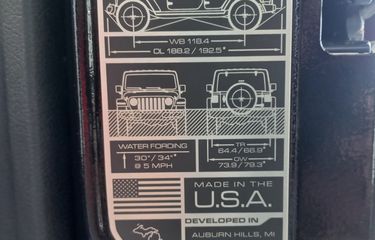 WB 118.4
OL 188.2 / 192.5*
WATER FORDING
30"/34"*
@ 5 MPH
TR
64.4/66.9*
OW
73.9/79.3*
MADE IN THE
U.S.A.
DEVELOPED IN
AUBURN HILLS, MI